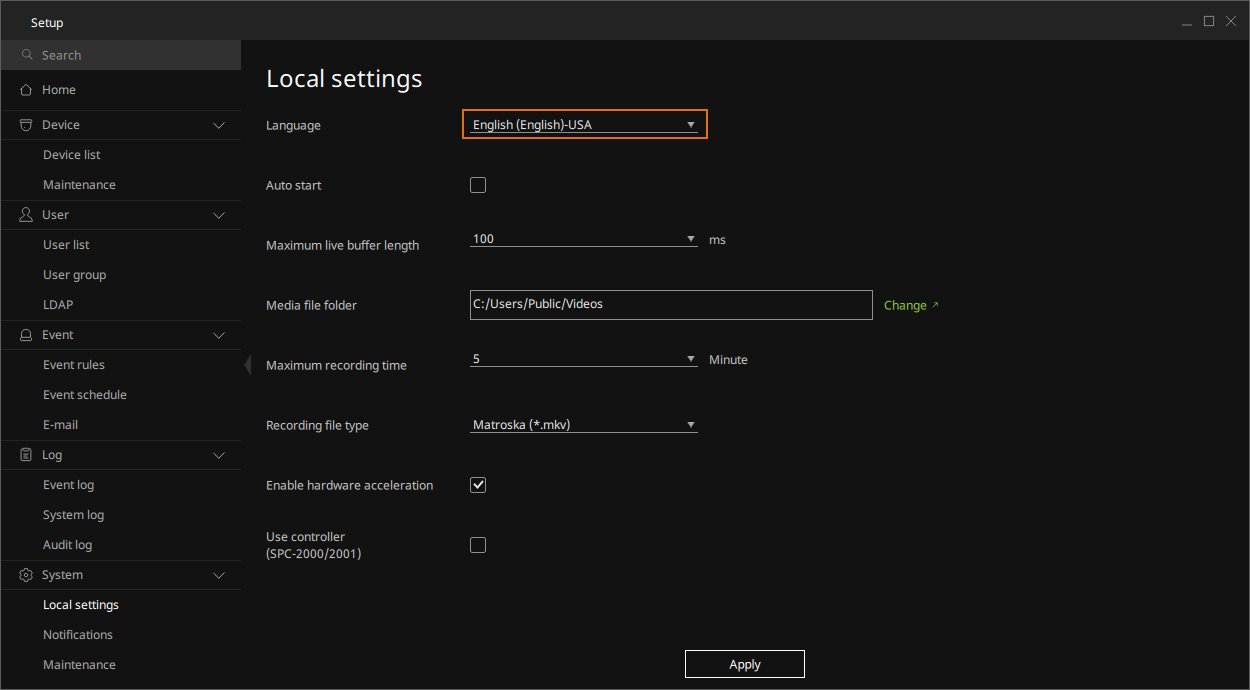 Setup
Search
Home
Device
Device list
Maintenance
User
User list
User group
LDAP
Event
Event rules
Event schedule
E-mail
Log
Event log
System log
Audit log
System
Local settings
Notifications
Maintenance
Local settings
Language English (English)-USA
Auto start
Maximum live buffer length 100 ms
Media file folder C:/Users/Public/Videos Change
Maximum recording time 5 Minute
Recording file type Matroska (*.mkv)
Enable hardware acceleration
Use controller
(SPC-2000/2001)
Apply